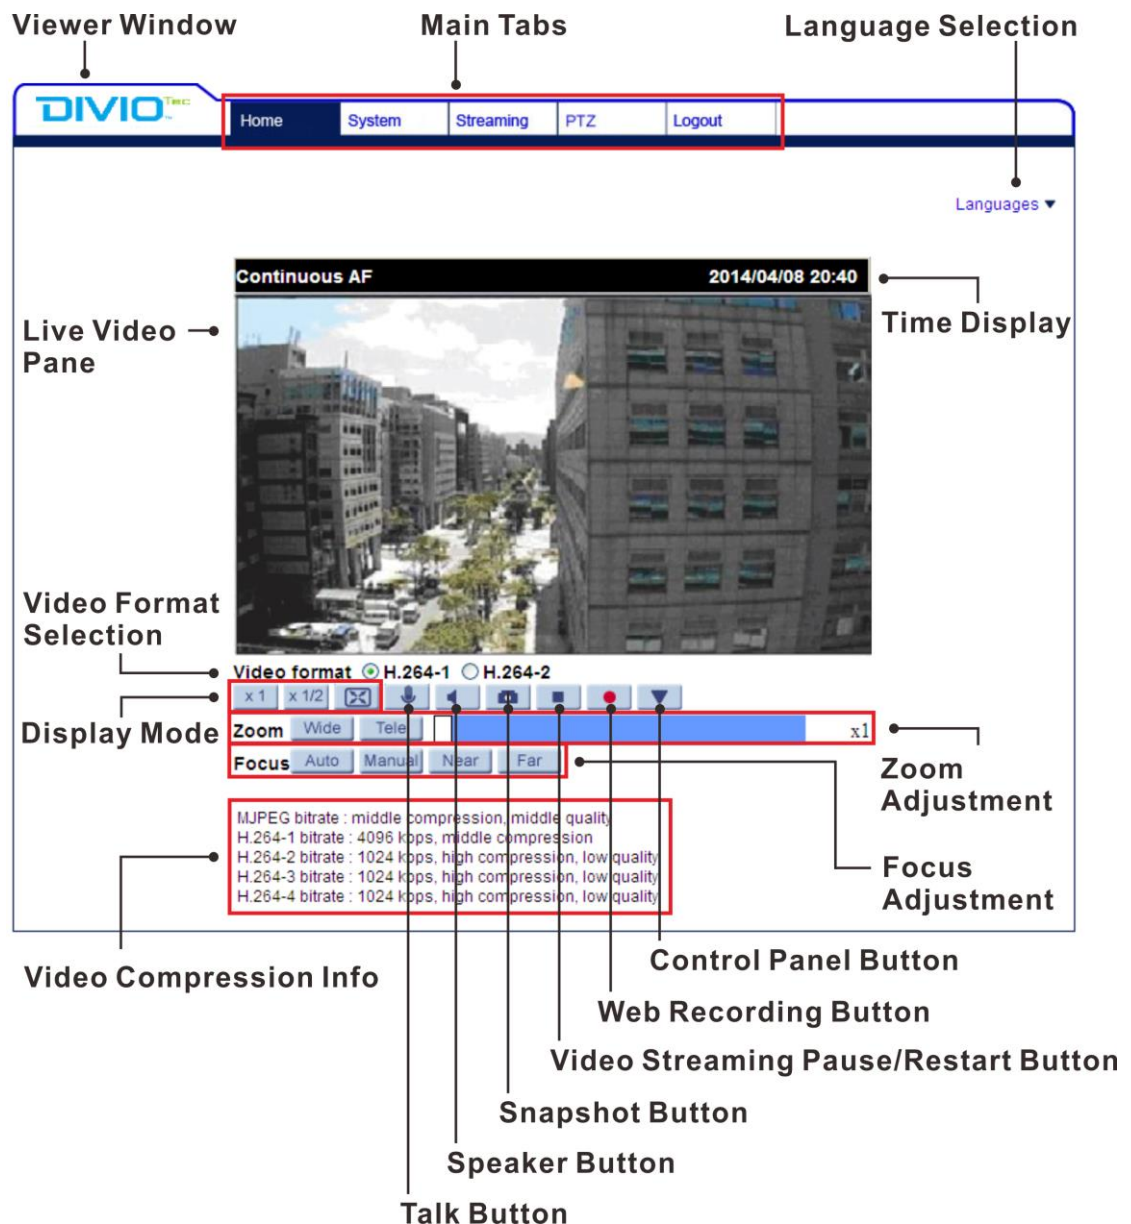 Viewer Window
Main Tabs
Language Selection
DIVIO Tec
Home System Streaming PTZ Logout
Languages ▼
Continuous AF 2014/04/08 20:40
Time Display
Live Video
Pane
Video Format
Selection
Video format H.264-1 H.264-2
x 1 x 1/2
Display Mode
Zoom Wide Tele x1
Focus Auto Manual Near Far
Zoom
Adjustment
MJPEG bitrate : middle compression, middle quality
H.264-1 bitrate : 4096 kbps, middle compression
H.264-2 bitrate : 1024 kbps, high compression, low quality
H.264-3 bitrate : 1024 kbps, high compression, low quality
H.264-4 bitrate : 1024 kbps, high compression, low quality
Focus
Adjustment
Video Compression Info
Control Panel Button
Web Recording Button
Video Streaming Pause/Restart Button
Snapshot Button
Speaker Button
Talk Button